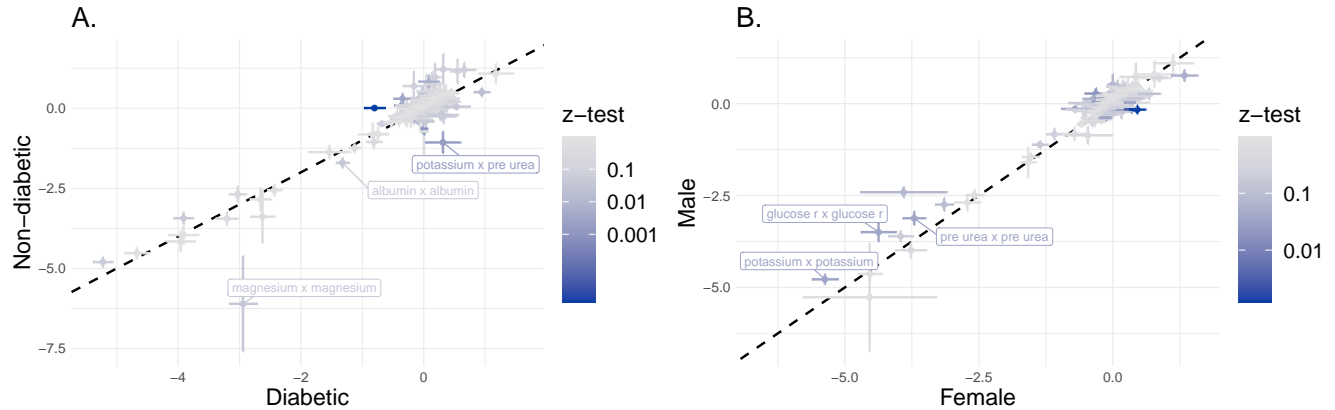 A.
Non−diabetic
0.0
−2.5
−5.0
−7.5
potassium x pre urea
albumin x albumin
magnesium x magnesium
−4
−2
0
Diabetic
z−test
0.1
0.01
0.001
B.
Male
0.0
−2.5
−5.0
glucose r x glucose r
pre urea x pre urea
potassium x potassium
−5.0
−2.5
0.0
Female
z−test
0.1
0.01